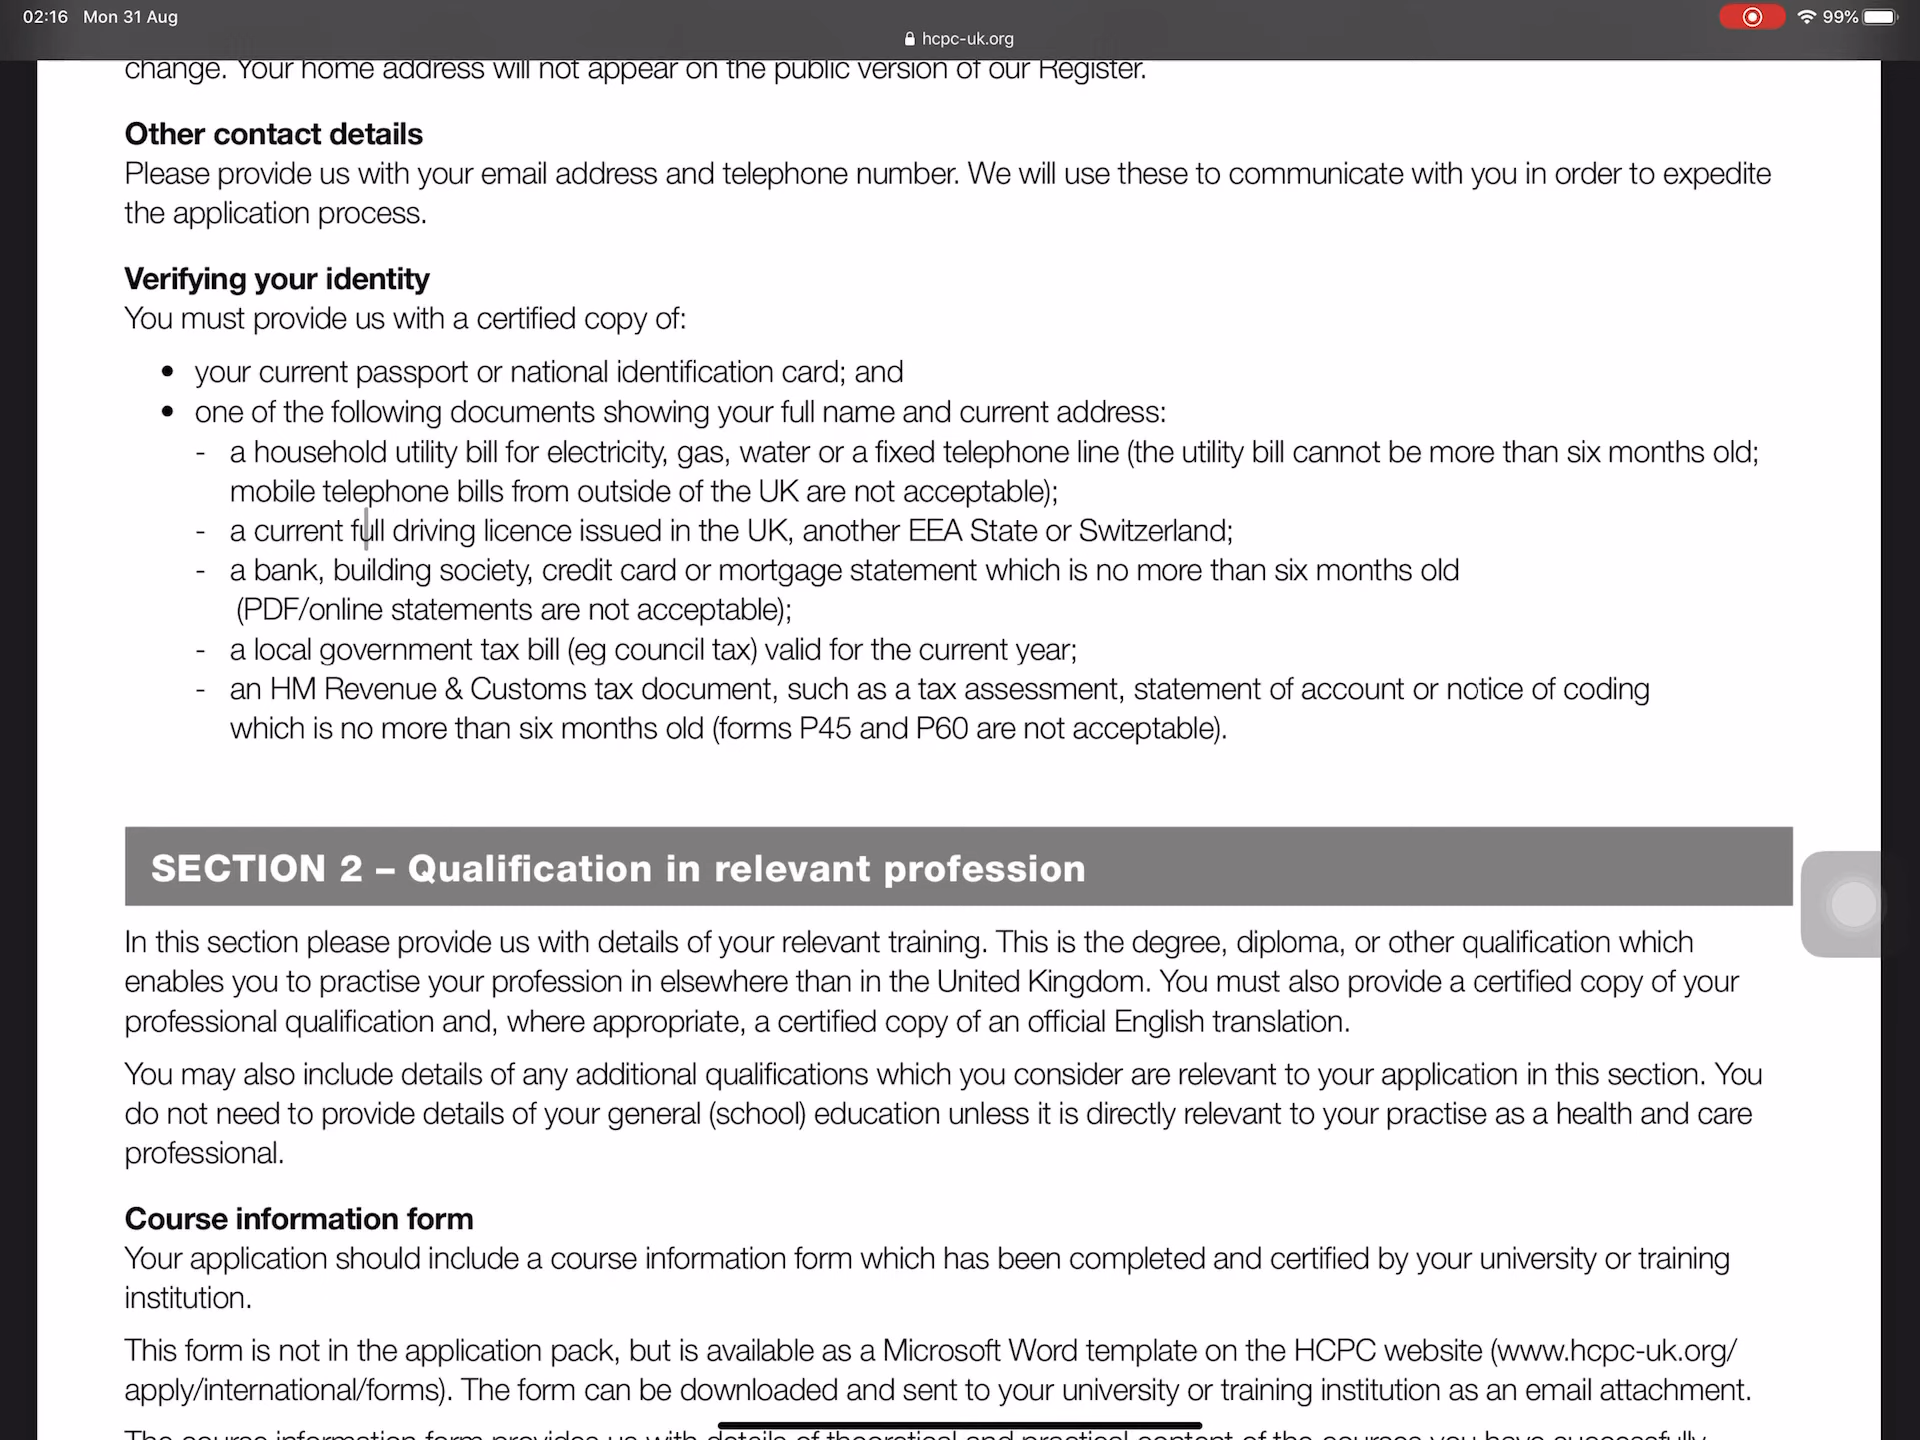 02:16 Mon 31 Aug
99%
hcpc-uk.org
change. Your home address will not appear on the public version of our Register.
Other contact details
Please provide us with your email address and telephone number. We will use these to communicate with you in order to expedite
the application process.
Verifying your identity
You must provide us with a certified copy of:
• your current passport or national identification card; and
• one of the following documents showing your full name and current address:
- a household utility bill for electricity, gas, water or a fixed telephone line (the utility bill cannot be more than six months old;
mobile telephone bills from outside of the UK are not acceptable);
- a current full driving licence issued in the UK, another EEA State or Switzerland;
- a bank, building society, credit card or mortgage statement which is no more than six months old
(PDF/online statements are not acceptable);
- a local government tax bill (eg council tax) valid for the current year;
- an HM Revenue & Customs tax document, such as a tax assessment, statement of account or notice of coding
which is no more than six months old (forms P45 and P60 are not acceptable).
SECTION 2 – Qualification in relevant profession
In this section please provide us with details of your relevant training. This is the degree, diploma, or other qualification which
enables you to practise your profession in elsewhere than in the United Kingdom. You must also provide a certified copy of your
professional qualification and, where appropriate, a certified copy of an official English translation.
You may also include details of any additional qualifications which you consider are relevant to your application in this section. You
do not need to provide details of your general (school) education unless it is directly relevant to your practise as a health and care
professional.
Course information form
Your application should include a course information form which has been completed and certified by your university or training
institution.
This form is not in the application pack, but is available as a Microsoft Word template on the HCPC website (www.hcpc-uk.org/
apply/international/forms). The form can be downloaded and sent to your university or training institution as an email attachment.
The course information form provides us with details of theoretical and practical content of the courses you have successfully